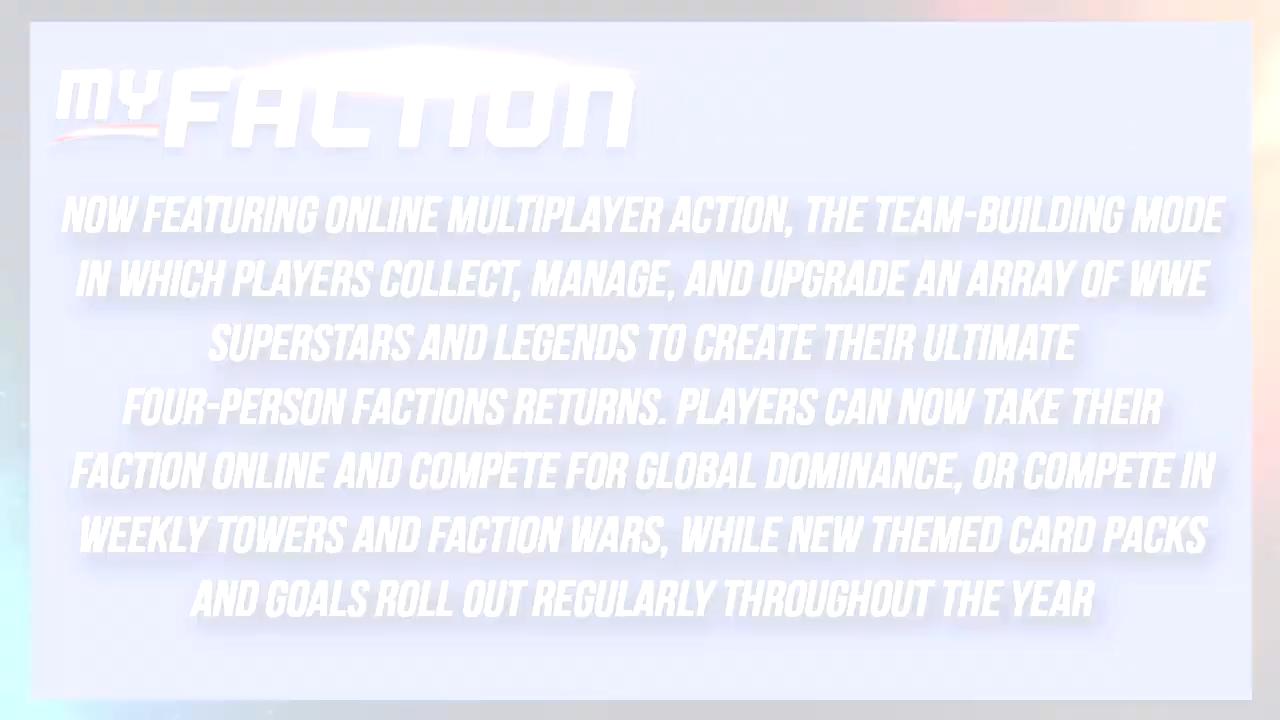 MYFACTION
NOW FEATURING ONLINE MULTIPLAYER ACTION, THE TEAM-BUILDING MODE
IN WHICH PLAYERS COLLECT, MANAGE, AND UPGRADE AN ARRAY OF WWE
SUPERSTARS AND LEGENDS TO CREATE THEIR ULTIMATE
FOUR-PERSON FACTIONS RETURNS. PLAYERS CAN NOW TAKE THEIR
FACTION ONLINE AND COMPETE FOR GLOBAL DOMINANCE, OR COMPETE IN
WEEKLY TOWERS AND FACTION WARS, WHILE NEW THEMED CARD PACKS
AND GOALS ROLL OUT REGULARLY THROUGHOUT THE YEAR